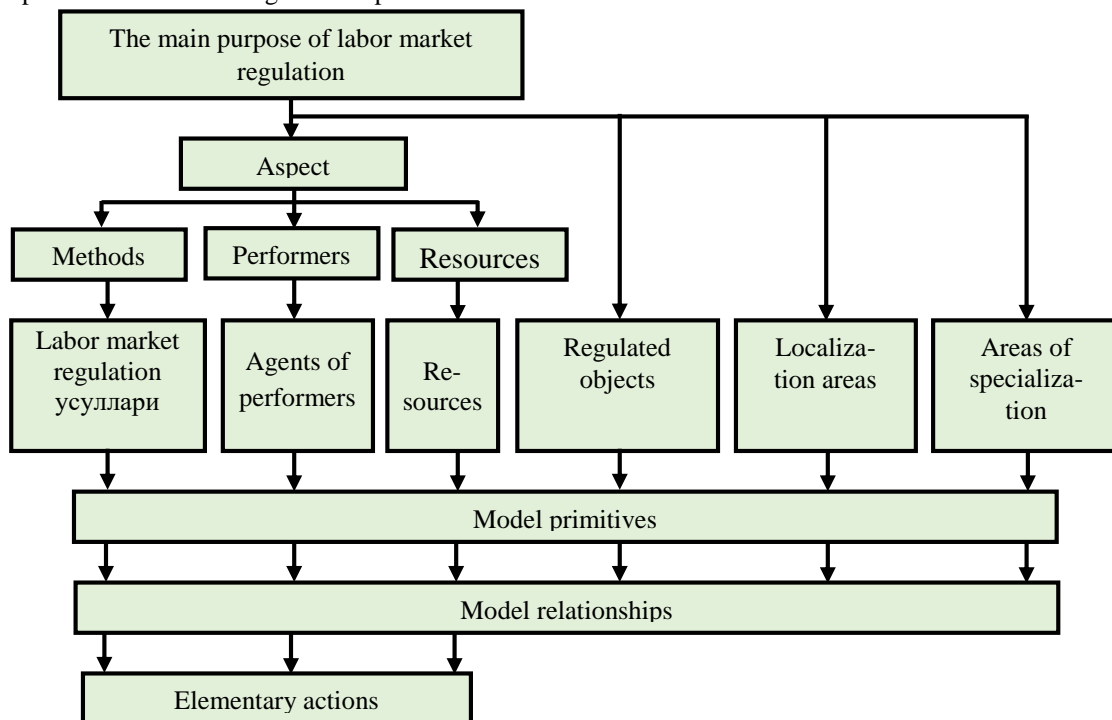 The main purpose of labor market
regulation
Aspect
Methods
Performers
Resources
Labor market
regulation
усуллари
Agents of
performers
Re-
sources
Regulated
objects
Localiza-
tion areas
Areas of
specializa-
tion
Model primitives
Model relationships
Elementary actions